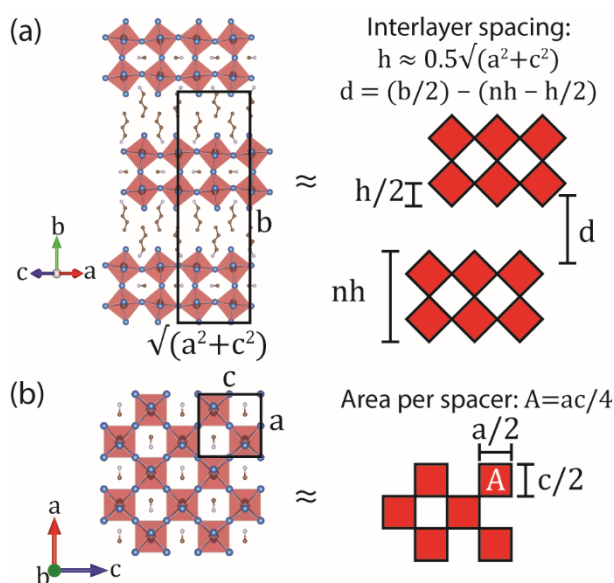 (a)
Interlayer spacing:
h ≈ 0.5√(a²+c²)
d = (b/2) − (nh − h/2)
b
c
a
b
√(a²+c²)
≈
h/2
d
nh
(b)
c
a
a
b
c
≈
Area per spacer: A=ac/4
a/2
A
c/2